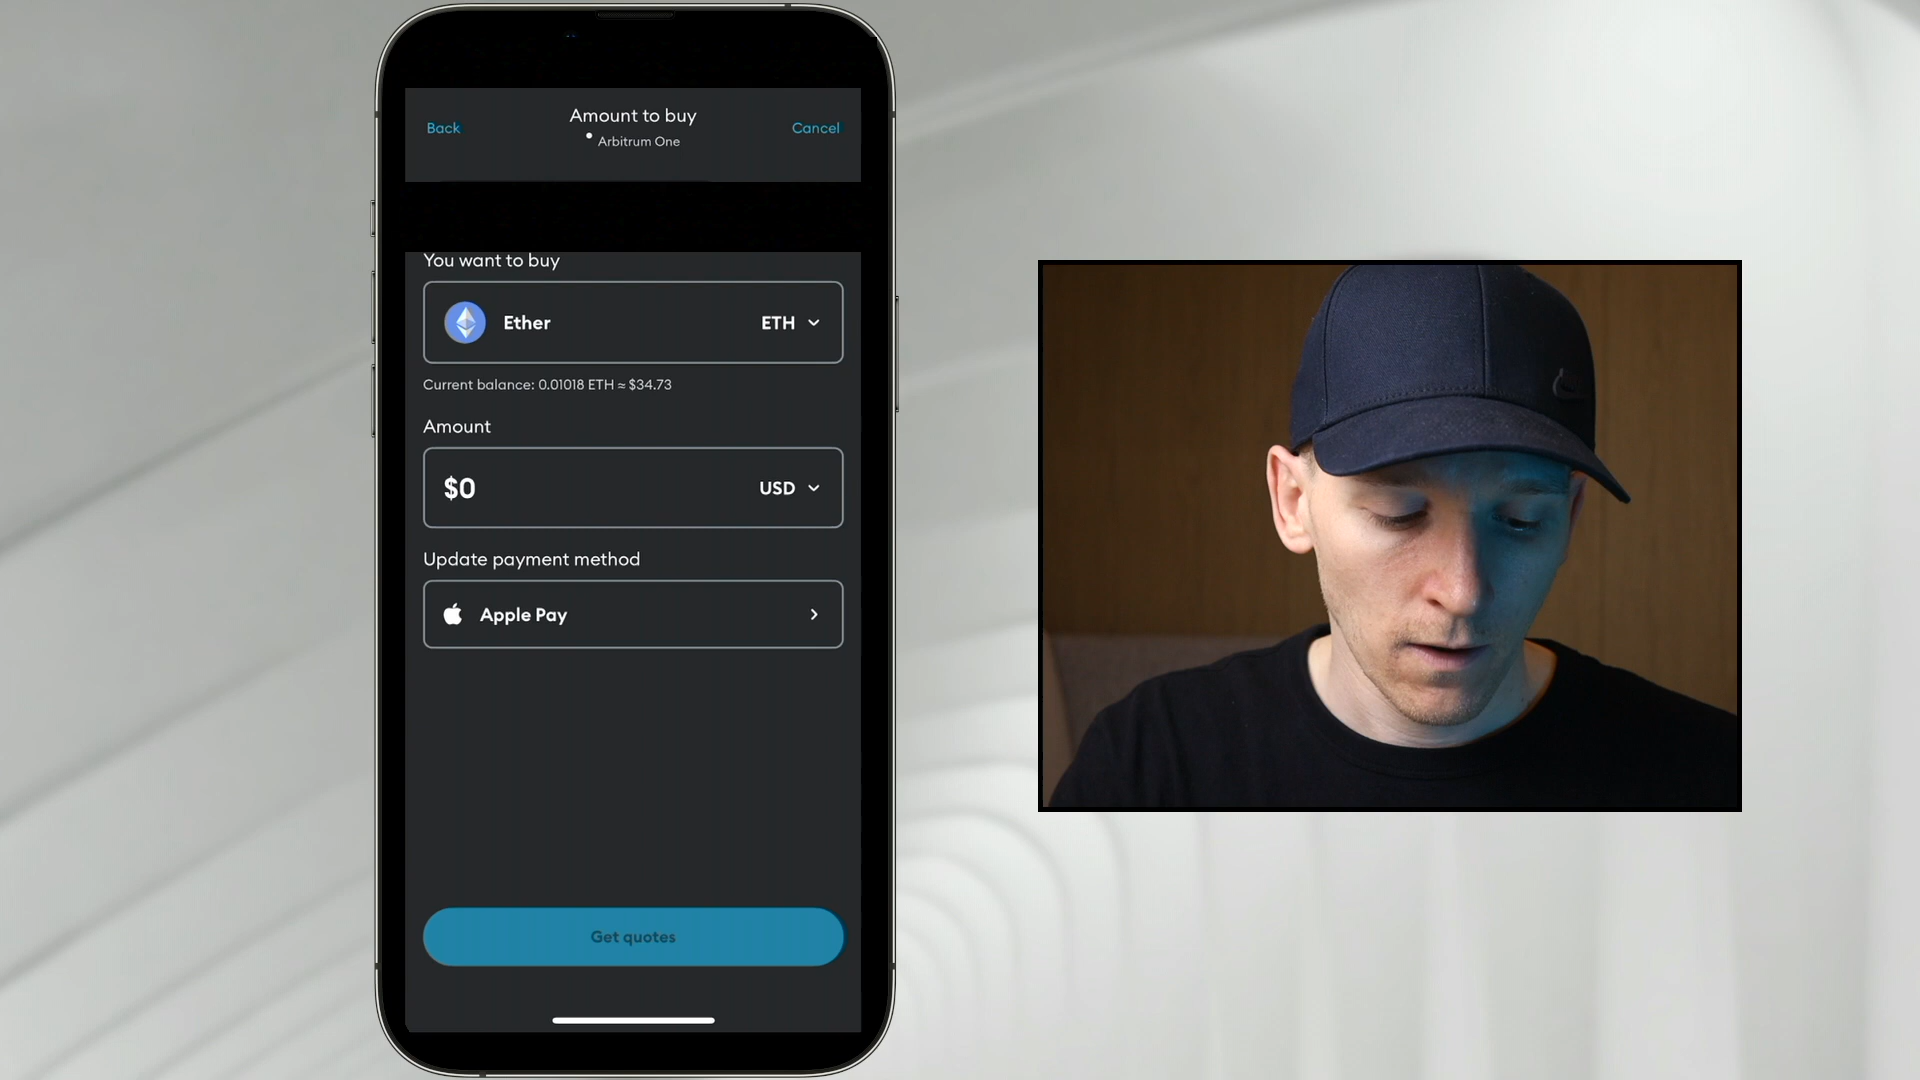 Back
Amount to buy
Cancel
Arbitrum One
You want to buy
Ether
ETH
Current balance: 0.01018 ETH ≈ $34.73
Amount
$0
USD
Update payment method
Apple Pay
Get quotes